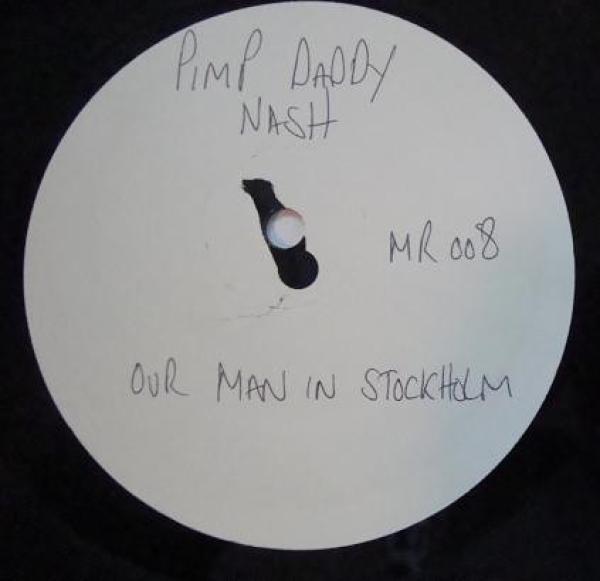 PIMP DADDY
NASH
MR 008
OUR MAN IN STOCKHOLM